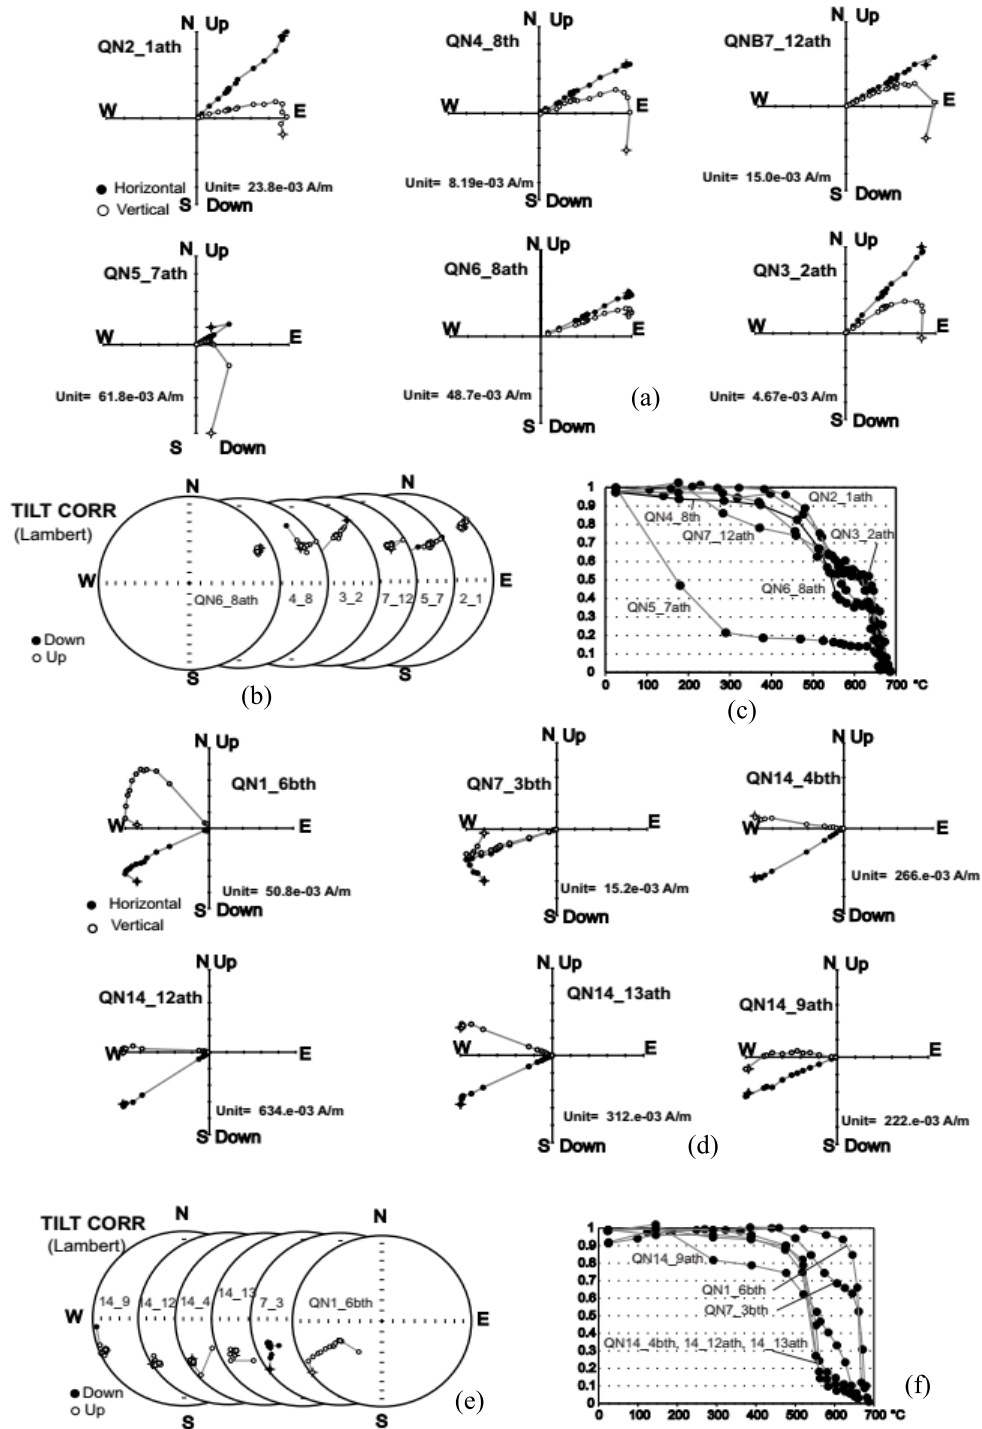 N Up
QN2_1ath
W
E
Horizontal
Vertical
Unit= 23.8e-03 A/m
S Down
N Up
QN4_8th
W
E
Unit= 8.19e-03 A/m
S Down
N Up
QNB7_12ath
W
E
Unit= 15.0e-03 A/m
S Down
N Up
QN5_7ath
W
E
Unit= 61.8e-03 A/m
S Down
N Up
QN6_8ath
W
E
Unit= 48.7e-03 A/m
S Down
(a)
N Up
QN3_2ath
W
E
Unit= 4.67e-03 A/m
S Down
TILT CORR
(Lambert)
N
N
W
E
QN6_8ath
4_8
3_2
7_12
5_7
2_1
Down
Up
S
S
(b)
1
0.9
0.8
0.7
0.6
0.5
0.4
0.3
0.2
0.1
0
QN2_1ath
QN4_8th
QN7_12ath
QN3_2ath
QN6_8ath
QN5_7ath
0 100 200 300 400 500 600 700 °C
(c)
N Up
QN1_6bth
W
E
Unit= 50.8e-03 A/m
Horizontal
Vertical
S Down
N Up
QN7_3bth
W
E
Unit= 15.2e-03 A/m
S Down
N Up
QN14_4bth
W
E
Unit= 266.e-03 A/m
S Down
N Up
QN14_12ath
W
E
Unit= 634.e-03 A/m
S Down
N Up
QN14_13ath
W
E
Unit= 312.e-03 A/m
S Down
(d)
N Up
QN14_9ath
W
E
Unit= 222.e-03 A/m
S Down
TILT CORR
(Lambert)
N
N
W
E
14_9
14_12
14_4
14_13
7_3
QN1_6bth
Down
Up
S
S
(e)
1
0.9
0.8
0.7
0.6
0.5
0.4
0.3
0.2
0.1
0
QN14_9ath
QN1_6bth
QN7_3bth
QN14_4bth, 14_12ath, 14_13ath
0 100 200 300 400 500 600 700 °C
(f)